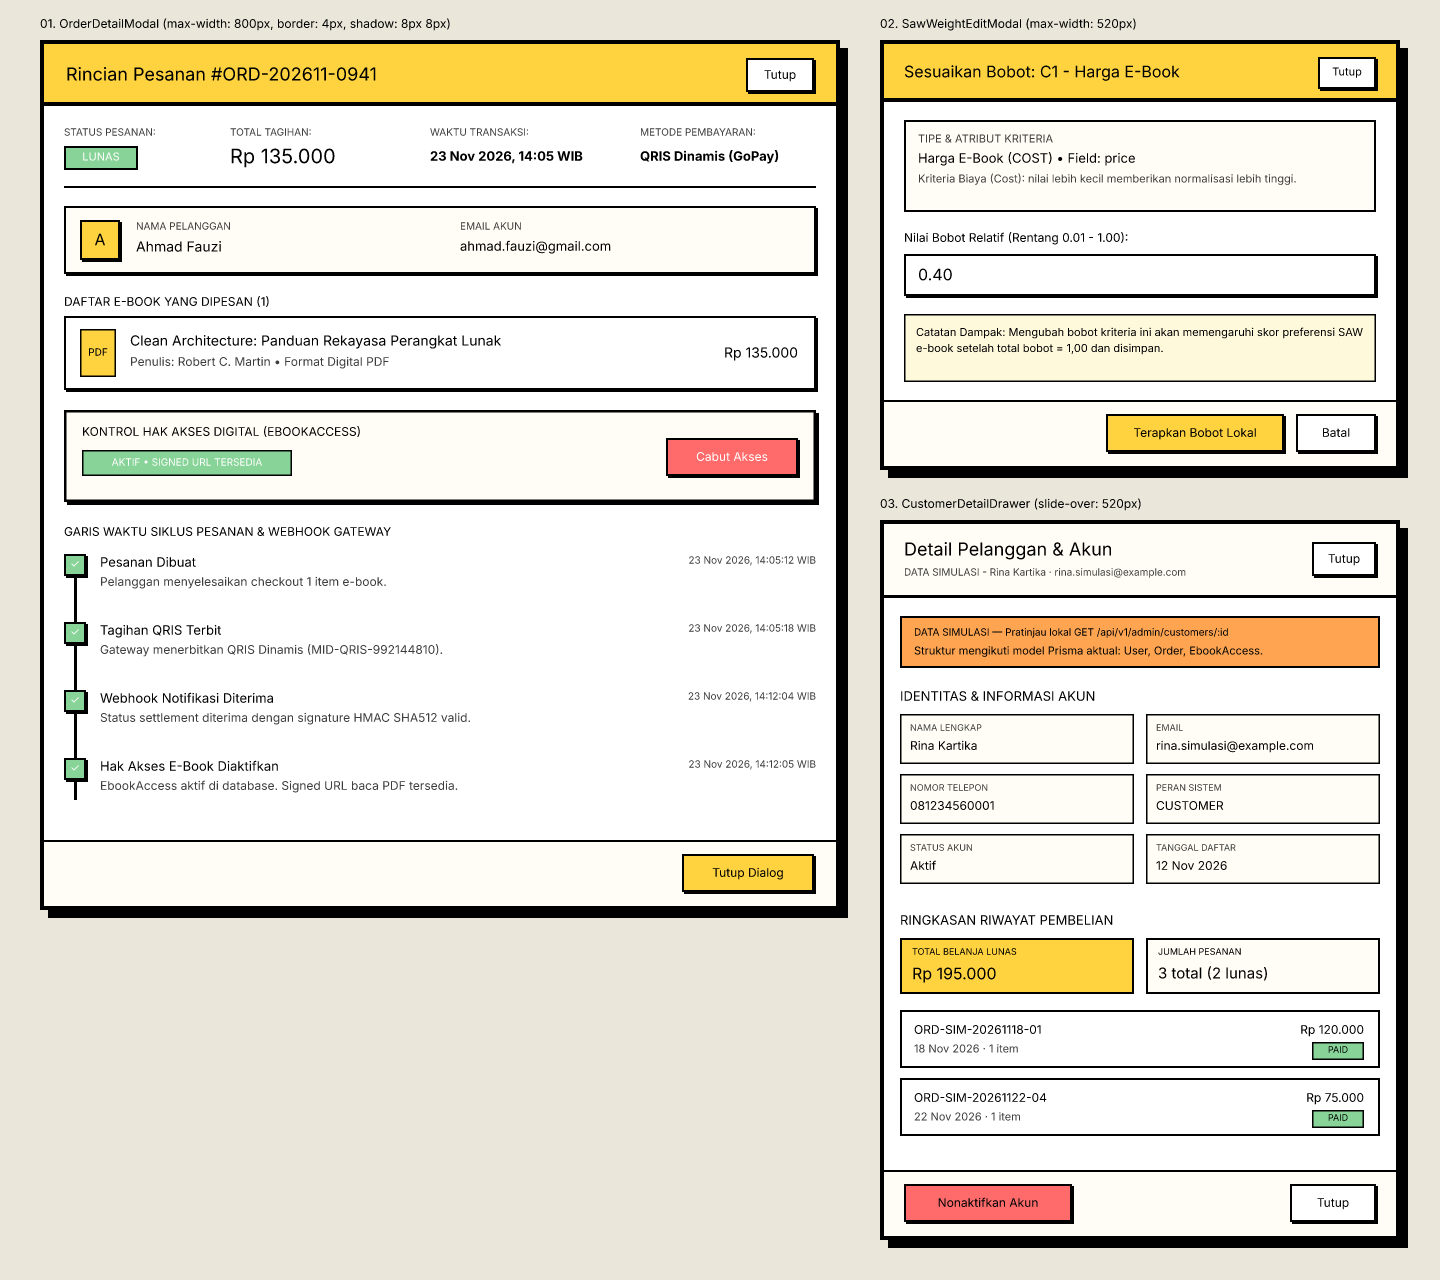 01. OrderDetailModal (max-width: 800px, border: 4px, shadow: 8px 8px)
Rincian Pesanan #ORD-202611-0941
Tutup
STATUS PESANAN:
LUNAS
TOTAL TAGIHAN:
Rp 135.000
WAKTU TRANSAKSI:
23 Nov 2026, 14:05 WIB
METODE PEMBAYARAN:
QRIS Dinamis (GoPay)
A
NAMA PELANGGAN
Ahmad Fauzi
EMAIL AKUN
ahmad.fauzi@gmail.com
DAFTAR E-BOOK YANG DIPESAN (1)
PDF
Clean Architecture: Panduan Rekayasa Perangkat Lunak
Penulis: Robert C. Martin • Format Digital PDF
Rp 135.000
KONTROL HAK AKSES DIGITAL (EBOOKACCESS)
AKTIF • SIGNED URL TERSEDIA
Cabut Akses
GARIS WAKTU SIKLUS PESANAN & WEBHOOK GATEWAY
✓
Pesanan Dibuat
23 Nov 2026, 14:05:12 WIB
Pelanggan menyelesaikan checkout 1 item e-book.
✓
Tagihan QRIS Terbit
23 Nov 2026, 14:05:18 WIB
Gateway menerbitkan QRIS Dinamis (MID-QRIS-992144810).
✓
Webhook Notifikasi Diterima
23 Nov 2026, 14:12:04 WIB
Status settlement diterima dengan signature HMAC SHA512 valid.
✓
Hak Akses E-Book Diaktifkan
23 Nov 2026, 14:12:05 WIB
EbookAccess aktif di database. Signed URL baca PDF tersedia.
Tutup Dialog
02. SawWeightEditModal (max-width: 520px)
Sesuaikan Bobot: C1 - Harga E-Book
Tutup
TIPE & ATRIBUT KRITERIA
Harga E-Book (COST) • Field: price
Kriteria Biaya (Cost): nilai lebih kecil memberikan normalisasi lebih tinggi.
Nilai Bobot Relatif (Rentang 0.01 - 1.00):
0.40
Catatan Dampak: Mengubah bobot kriteria ini akan memengaruhi skor preferensi SAW
e-book setelah total bobot = 1,00 dan disimpan.
Terapkan Bobot Lokal
Batal
03. CustomerDetailDrawer (slide-over: 520px)
Detail Pelanggan & Akun
DATA SIMULASI - Rina Kartika · rina.simulasi@example.com
Tutup
DATA SIMULASI — Pratinjau lokal GET /api/v1/admin/customers/:id
Struktur mengikuti model Prisma aktual: User, Order, EbookAccess.
IDENTITAS & INFORMASI AKUN
NAMA LENGKAP
Rina Kartika
EMAIL
rina.simulasi@example.com
NOMOR TELEPON
081234560001
PERAN SISTEM
CUSTOMER
STATUS AKUN
Aktif
TANGGAL DAFTAR
12 Nov 2026
RINGKASAN RIWAYAT PEMBELIAN
TOTAL BELANJA LUNAS
Rp 195.000
JUMLAH PESANAN
3 total (2 lunas)
ORD-SIM-20261118-01
Rp 120.000
18 Nov 2026 · 1 item
PAID
ORD-SIM-20261122-04
Rp 75.000
22 Nov 2026 · 1 item
PAID
Nonaktifkan Akun
Tutup